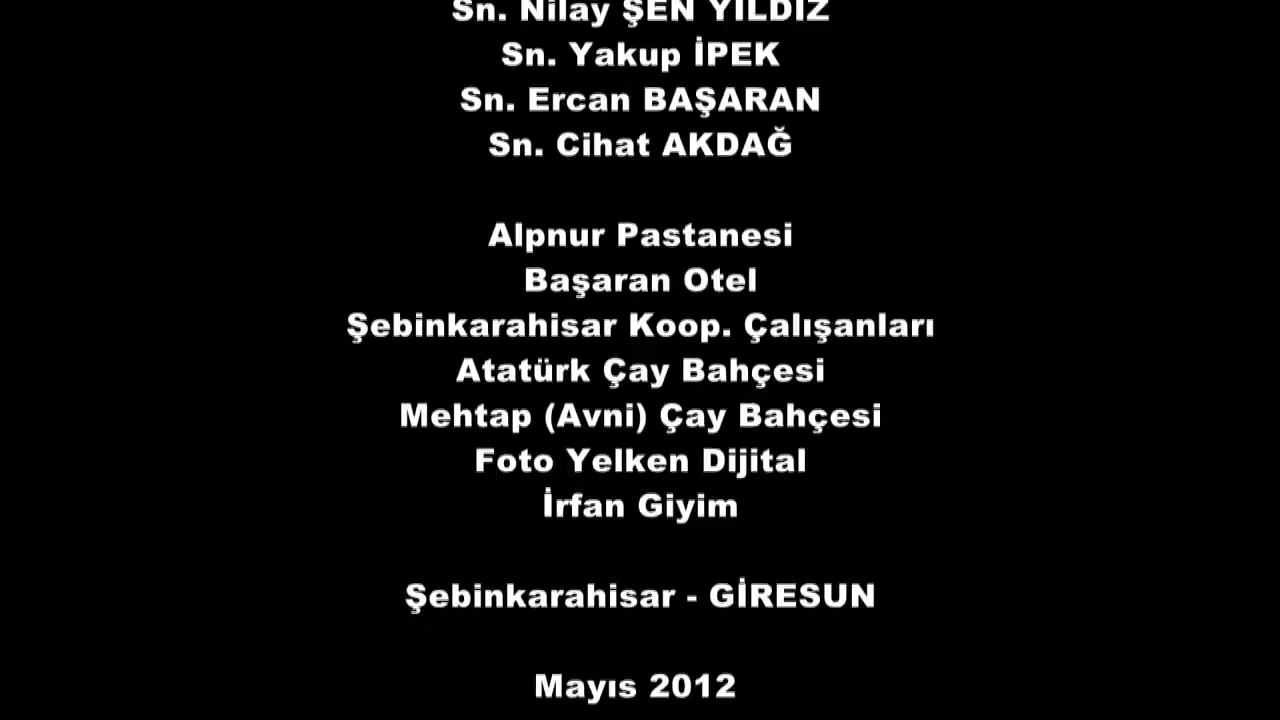 Sn. Nilay ŞEN YILDIZ
Sn. Yakup İPEK
Sn. Ercan BAŞARAN
Sn. Cihat AKDAĞ
Alpnur Pastanesi
Başaran Otel
Şebinkarahisar Koop. Çalışanları
Atatürk Çay Bahçesi
Mehtap (Avni) Çay Bahçesi
Foto Yelken Dijital
İrfan Giyim
Şebinkarahisar - GİRESUN
Mayıs 2012